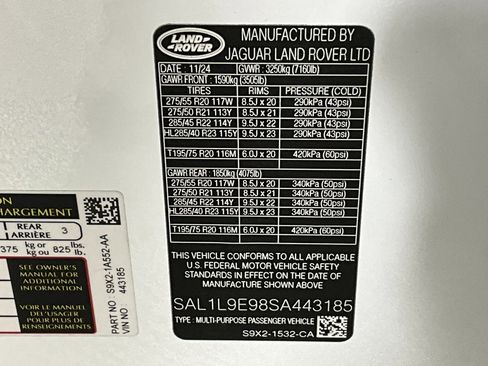 LAND
ROVER
MANUFACTURED BY
JAGUAR LAND ROVER LTD
DATE : 11/24 GVWR : 3250kg (7160lb)
GAWR FRONT : 1590kg (3505lb)
TIRES RIMS PRESSURE (COLD)
275/55 R20 117W 8.5J x 20 290kPa (43psi)
275/50 R21 113Y 8.5J x 21 290kPa (43psi)
285/45 R22 114Y 9.5J x 22 290kPa (43psi)
HL285/40 R23 115Y 9.5J x 23 290kPa (43psi)
T195/75 R20 116M 6.0J x 20 420kPa (60psi)
GAWR REAR : 1850kg (4075lb)
275/55 R20 117W 8.5J x 20 340kPa (50psi)
275/50 R21 113Y 8.5J x 21 340kPa (50psi)
285/45 R22 114Y 9.5J x 22 340kPa (50psi)
HL285/40 R23 115Y 9.5J x 23 340kPa (50psi)
T195/75 R20 116M 6.0J x 20 420kPa (60psi)
THIS VEHICLE CONFORMS TO ALL APPLICABLE
U.S. FEDERAL MOTOR VEHICLE SAFETY
STANDARDS IN EFFECT ON THE DATE OF
MANUFACTURE SHOWN ABOVE.
SAL1L9E98SA443185
TYPE : MULTI-PURPOSE PASSENGER VEHICLE
S9X2-1532-CA
CHARGEMENT
REAR
ARRIÈRE 3
375 kg or kg ou 825 lbs. lb.
SEE OWNER'S
MANUAL FOR
ADDITIONAL
INFORMATION
VOIR LE MANUEL
DE L'USAGER
POUR PLUS DE
RENSEIGNEMENTS
PART NO - S9X2-1A552-AA
VIN NO - 443185